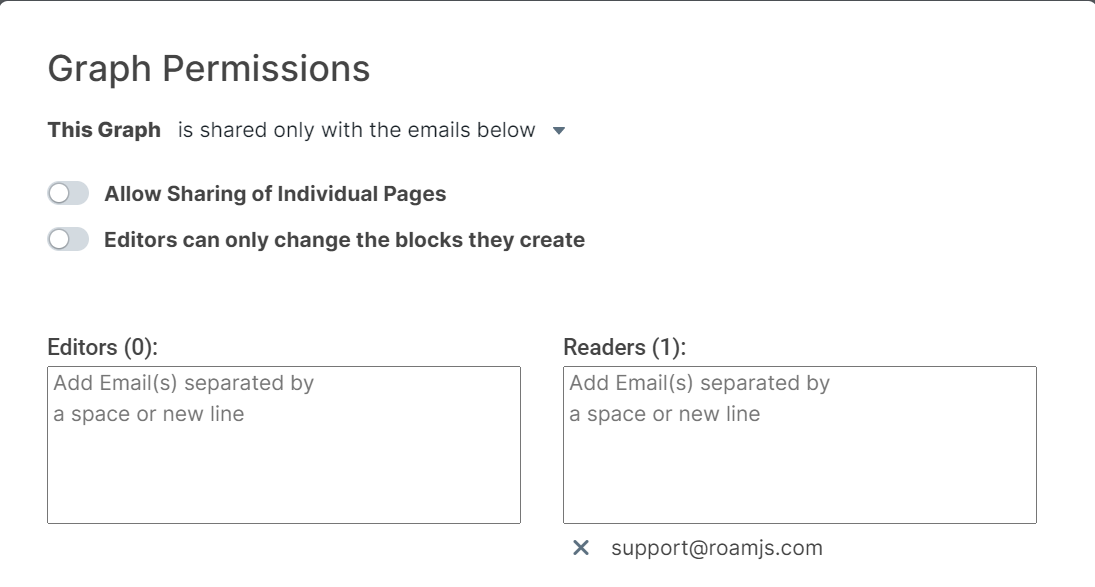 Graph Permissions
This Graph is shared only with the emails below
Allow Sharing of Individual Pages
Editors can only change the blocks they create
Editors (0):
Add Email(s) separated by
a space or new line
Readers (1):
Add Email(s) separated by
a space or new line
support@roamjs.com